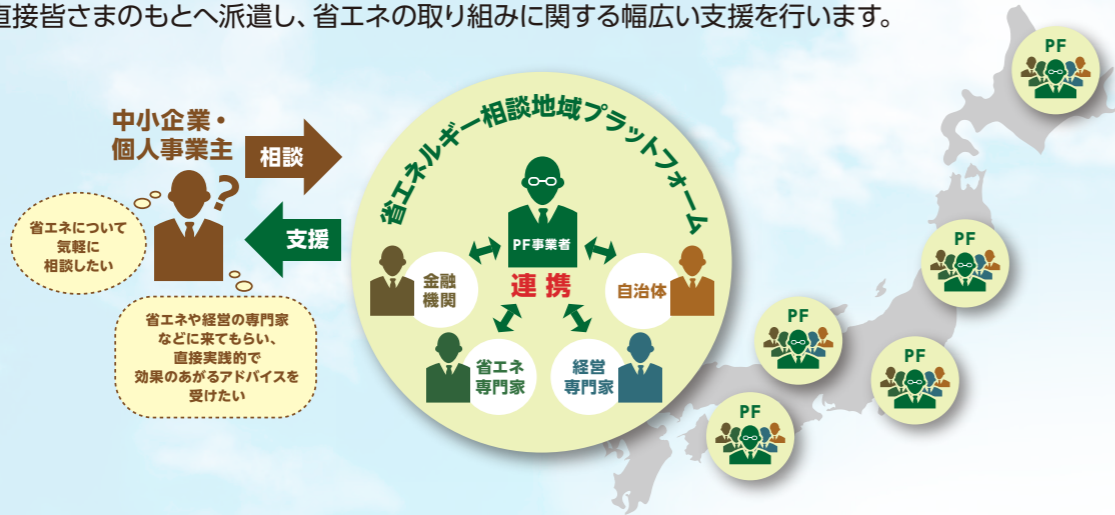 直接皆さまのもとへ派遣し、省エネの取り組みに関する幅広い支援を行います。
中小企業・
個人事業主
相談
支援
?
省エネについて
気軽に
相談したい
省エネや経営の専門家
などに来てもらい、
直接実践的で
効果のあがるアドバイスを
受けたい
省エネルギー相談地域プラットフォーム
PF事業者
連携
金融
機関
自治体
省エネ
専門家
経営
専門家
PF
PF
PF
PF
PF